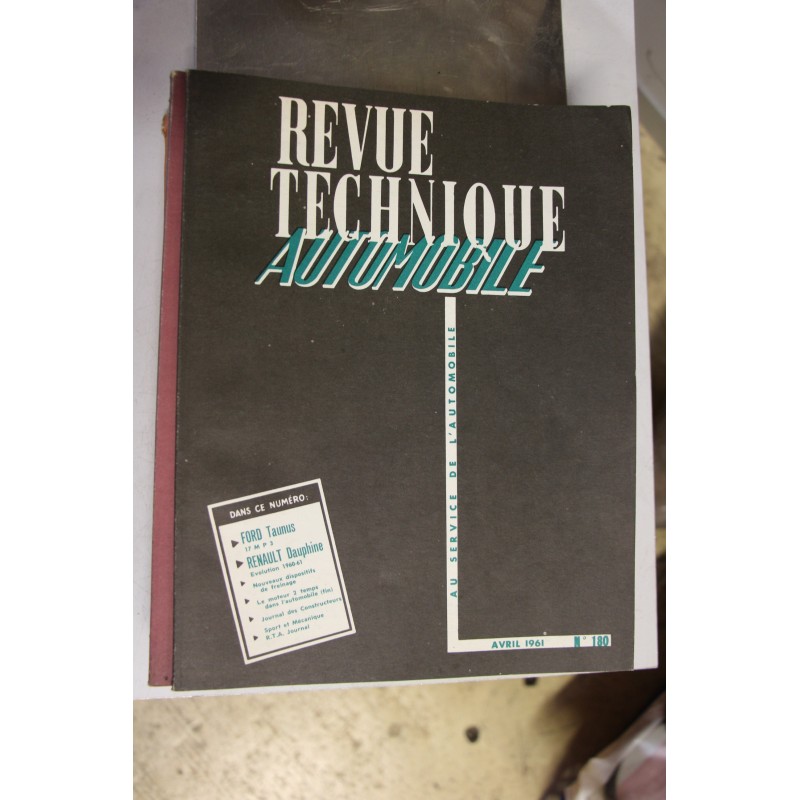 REVUE
TECHNIQUE
AUTOMOBILE
AU SERVICE DE L'AUTOMOBILE
DANS CE NUMÉRO:
FORD Taunus
17 M P 3
RENAULT Dauphine
Evolution 1960-61
Nouveaux dispositifs
de freinage
Le moteur 2 temps
dans l'automobile (fin)
Journal des Constructeurs
Sport et Mécanique
R.T.A. Journal
AVRIL 1961 N° 180